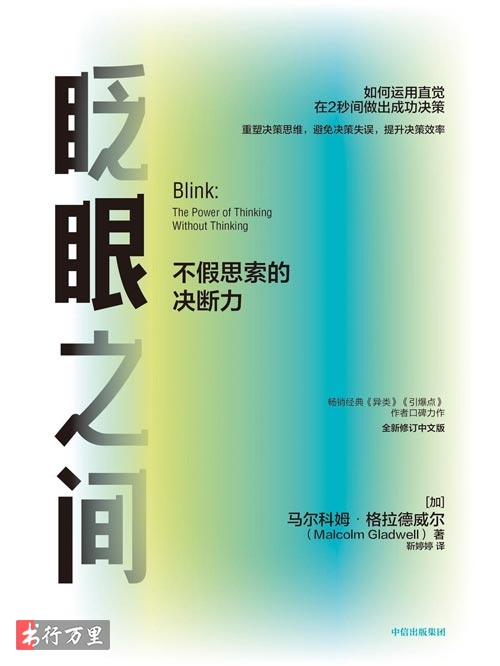 眨眼之间
如何运用直觉
在2秒间做出成功决策
重塑决策思维，避免决策失误，提升决策效率
Blink:
The Power of Thinking
Without Thinking
不假思索的
决断力
畅销经典《异类》《引爆点》
作者口碑力作
全新修订中文版
[加]
马尔科姆·格拉德威尔
（Malcolm Gladwell）著
靳婷婷 译
书行万里
中信出版集团